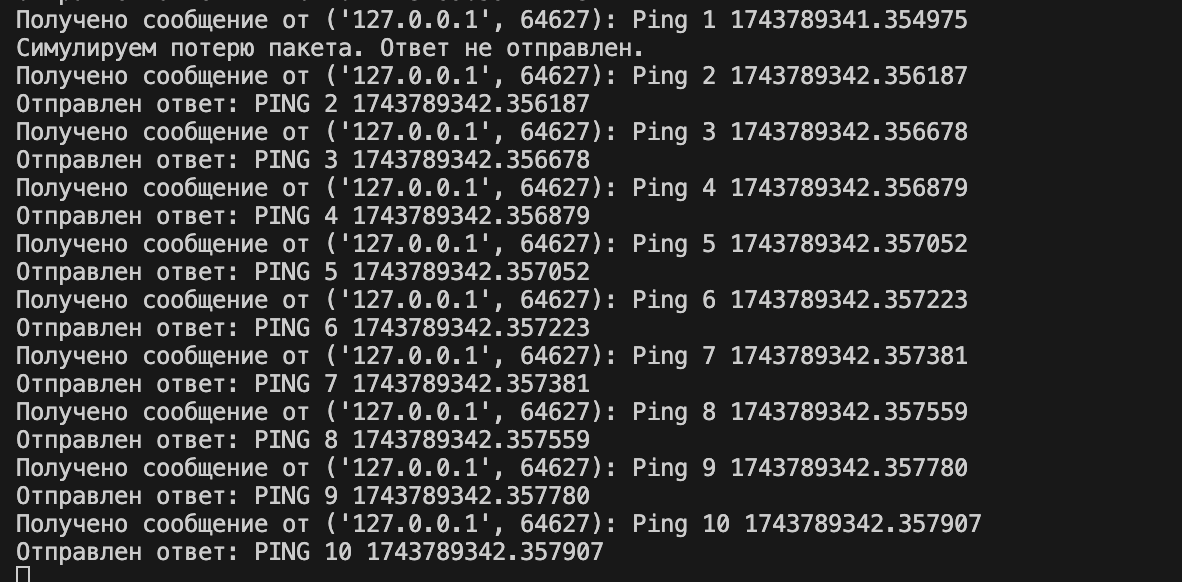 Получено сообщение от ('127.0.0.1', 64627): Ping 1 1743789341.354975
Симулируем потерю пакета. Ответ не отправлен.
Получено сообщение от ('127.0.0.1', 64627): Ping 2 1743789342.356187
Отправлен ответ: PING 2 1743789342.356187
Получено сообщение от ('127.0.0.1', 64627): Ping 3 1743789342.356678
Отправлен ответ: PING 3 1743789342.356678
Получено сообщение от ('127.0.0.1', 64627): Ping 4 1743789342.356879
Отправлен ответ: PING 4 1743789342.356879
Получено сообщение от ('127.0.0.1', 64627): Ping 5 1743789342.357052
Отправлен ответ: PING 5 1743789342.357052
Получено сообщение от ('127.0.0.1', 64627): Ping 6 1743789342.357223
Отправлен ответ: PING 6 1743789342.357223
Получено сообщение от ('127.0.0.1', 64627): Ping 7 1743789342.357381
Отправлен ответ: PING 7 1743789342.357381
Получено сообщение от ('127.0.0.1', 64627): Ping 8 1743789342.357559
Отправлен ответ: PING 8 1743789342.357559
Получено сообщение от ('127.0.0.1', 64627): Ping 9 1743789342.357780
Отправлен ответ: PING 9 1743789342.357780
Получено сообщение от ('127.0.0.1', 64627): Ping 10 1743789342.357907
Отправлен ответ: PING 10 1743789342.357907